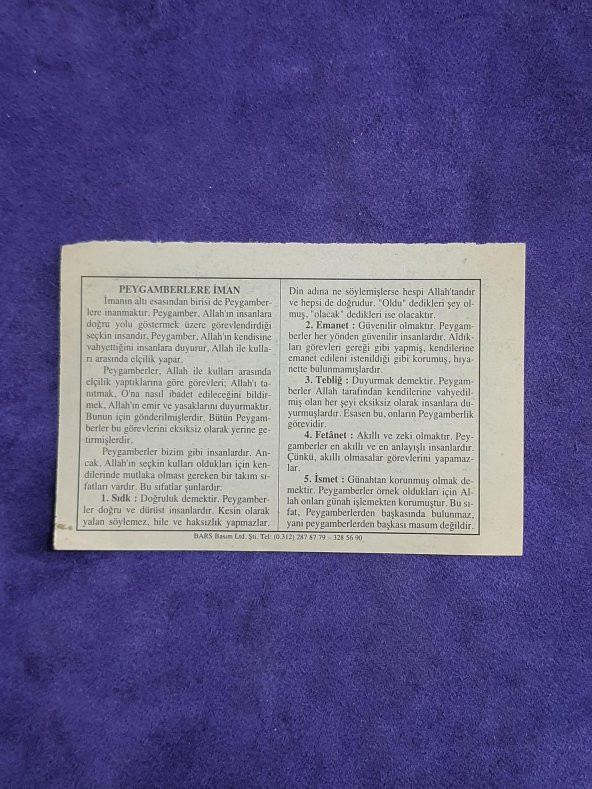 PEYGAMBERLERE İMAN
İmanın altı esasından birisi de Peygamber-
lere inanmaktır. Peygamber, Allah'ın insanlara
doğru yolu göstermek üzere görevlendirdiği
seçkin insandır, Peygamber, Allah'ın kendisine
vahyettiğini insanlara duyurur, Allah ile kulla-
rı arasında elçilik yapar.
Peygamberler, Allah ile kulları arasında
elçilik yaptıklarına göre görevleri; Allah'ı ta-
nıtmak, O'na nasıl ibadet edileceğini bildir-
mek, Allah'ın emir ve yasaklarını duyurmaktır.
Bunun için gönderilmişlerdir, Bütün Peygam-
berler bu görevlerini eksiksiz olarak yerine ge-
tirmişlerdir.
Peygamberler bizim gibi insanlardır. An-
cak, Allah'ın seçkin kulları oldukları için ken-
dilerinde mutlaka olması gereken bir takım sı-
fatları vardır. Bu sıfatlar şunlardır:
1. Sıdk : Doğruluk demektir. Peygamber-
ler doğru ve dürüst insanlardır. Kesin olarak
yalan söylemez, hile ve haksızlık yapmazlar.
Din adına ne söylemişlerse hespi Allah'tandır
ve hepsi de doğrudur. "Oldu" dedikleri şey ol-
muş, "olacak" dedikleri ise olacaktır.
2. Emanet : Güvenilir olmaktır. Peygam-
berler her yönden güvenilir insanlardır. Aldık-
ları görevleri gereği gibi yapmış, kendilerine
emanet edileni istenildiği gibi korumuş, hıya-
nette bulunmamışlardır.
3. Tebliğ : Duyurmak demektir. Peygam-
berler Allah tarafından kendilerine vahyedil-
miş olan her şeyi eksiksiz olarak insanlara du-
yurmuşlardır. Esasen bu, onların Peygamberlik
görevidir.
4. Fetânet : Akıllı ve zeki olmaktır. Pey-
gamberler en akıllı ve en anlayışlı insanlardır.
Çünkü, akıllı olmasalar görevlerini yapamaz-
lar.
5. İsmet : Günahtan korunmuş olmak de-
mektir. Peygamberler örnek oldukları için Al-
lah onları günah işlemekten korumuştur. Bu sı-
fat, Peygamberlerden başkasında bulunmaz,
yani peygamberlerden başkası masum değildir.
BARS Basım Ltd. Şti. Tel: (0.312) 287 87 79 – 328 56 90